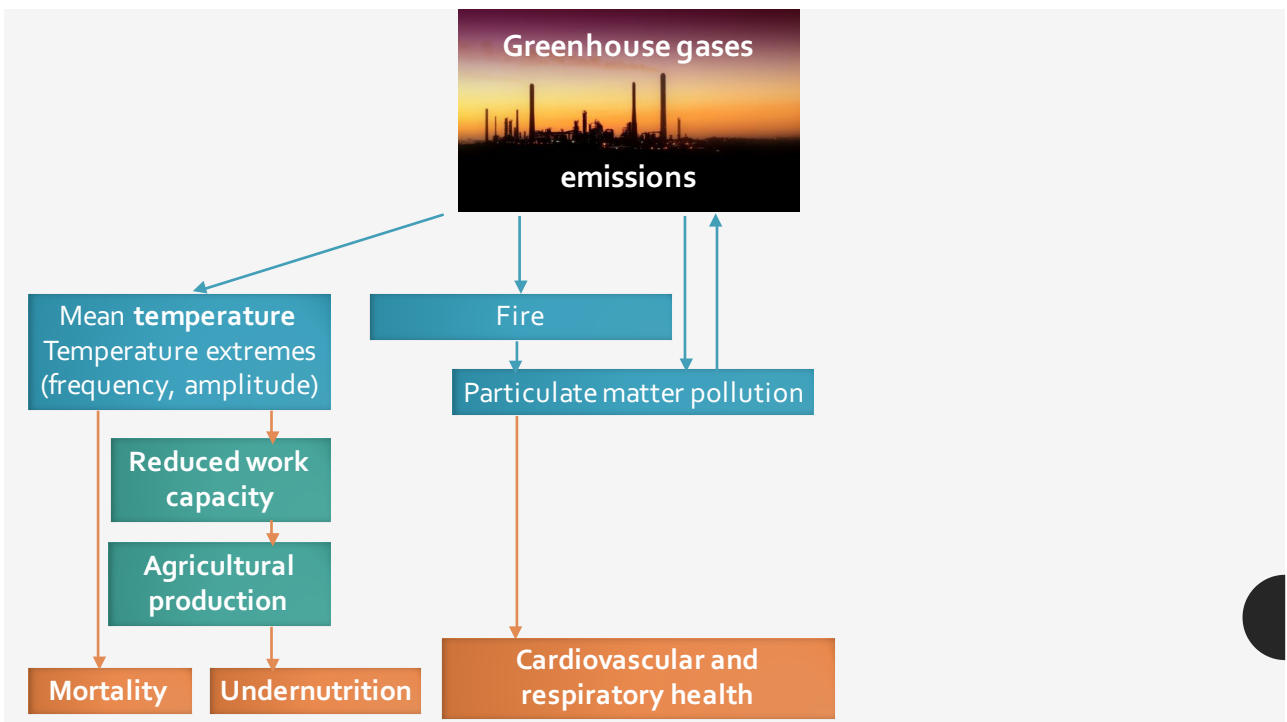 Greenhouse gases
emissions
Mean temperature
Temperature extremes
(frequency, amplitude)
Fire
Particulate matter pollution
Reduced work
capacity
Agricultural
production
Mortality
Undernutrition
Cardiovascular and
respiratory health